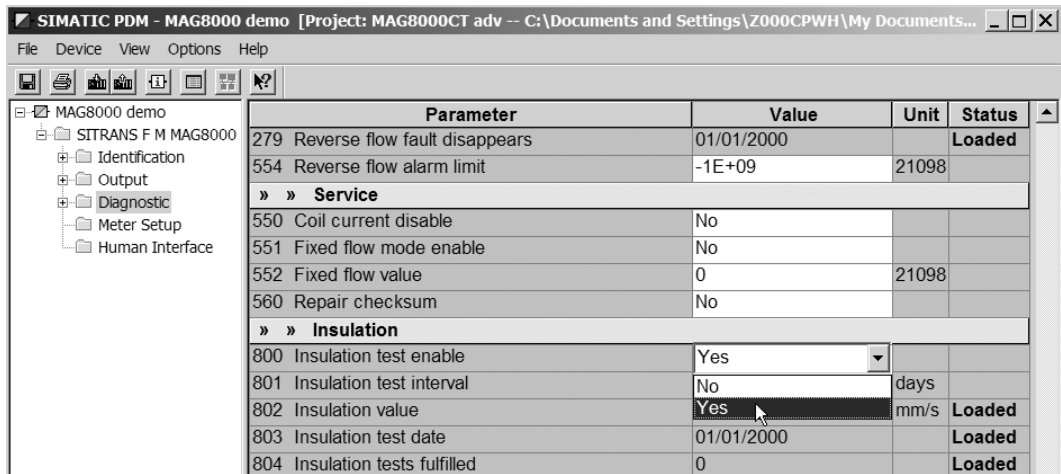 SIMATIC PDM - MAG8000 demo [Project: MAG8000CT adv -- C:\Documents and Settings\Z000CPWH\My Documents...
File Device View Options Help
MAG8000 demo
SITRANS F M MAG8000
Identification
Output
Diagnostic
Meter Setup
Human Interface
Parameter Value Unit Status
279 Reverse flow fault disappears 01/01/2000 Loaded
554 Reverse flow alarm limit -1E+09 21098
» » Service
550 Coil current disable No
551 Fixed flow mode enable No
552 Fixed flow value 0 21098
560 Repair checksum No
» » Insulation
800 Insulation test enable Yes
801 Insulation test interval No days
802 Insulation value Yes mm/s Loaded
803 Insulation test date 01/01/2000 Loaded
804 Insulation tests fulfilled 0 Loaded